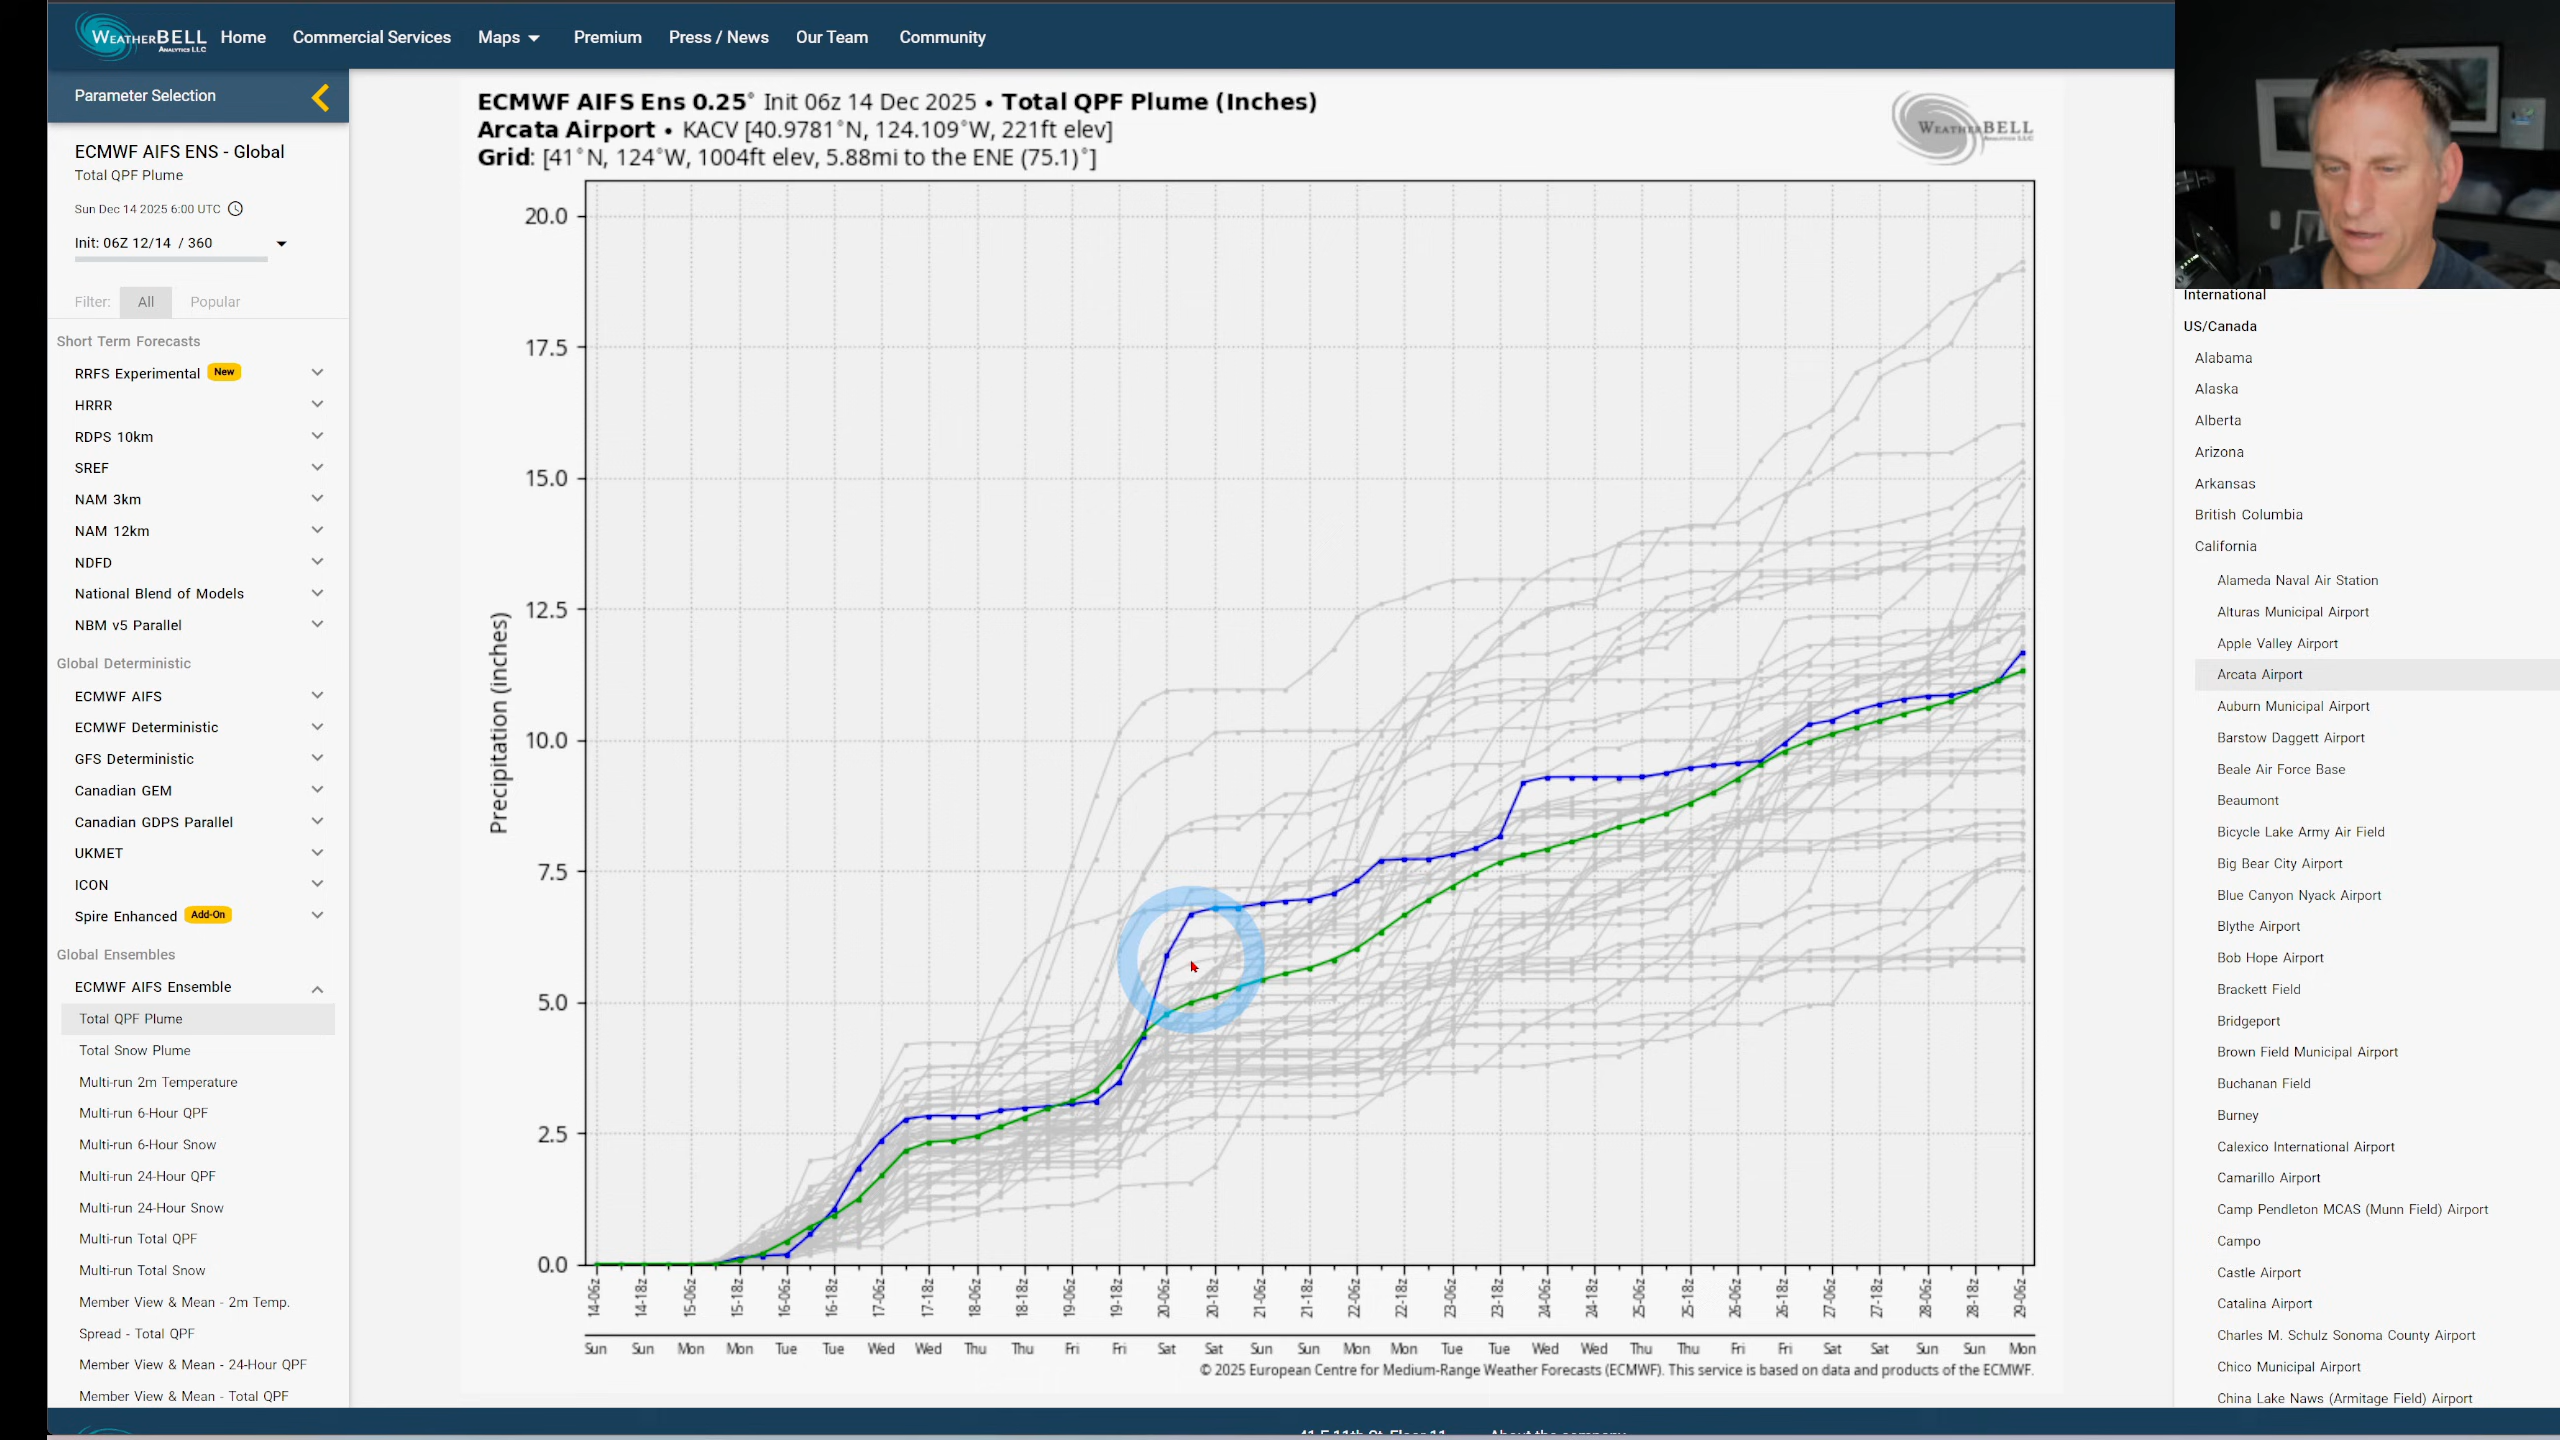 WEATHERBELL
ANALYTICS LLC
Home
Commercial Services
Maps
Premium
Press / News
Our Team
Community
Parameter Selection
ECMWF AIFS ENS - Global
Total QPF Plume
Sun Dec 14 2025 6:00 UTC
Init: 06Z 12/14 / 360
Filter:
All
Popular
Short Term Forecasts
RRFS Experimental New
HRRR
RDPS 10km
SREF
NAM 3km
NAM 12km
NDFD
National Blend of Models
NBM v5 Parallel
Global Deterministic
ECMWF AIFS
ECMWF Deterministic
GFS Deterministic
Canadian GEM
Canadian GDPS Parallel
UKMET
ICON
Spire Enhanced Add-On
Global Ensembles
ECMWF AIFS Ensemble
Total QPF Plume
Total Snow Plume
Multi-run 2m Temperature
Multi-run 6-Hour QPF
Multi-run 6-Hour Snow
Multi-run 24-Hour QPF
Multi-run 24-Hour Snow
Multi-run Total QPF
Multi-run Total Snow
Member View & Mean - 2m Temp.
Spread - Total QPF
Member View & Mean - 24-Hour QPF
Member View & Mean - Total QPF
ECMWF AIFS Ens 0.25° Init 06z 14 Dec 2025 • Total QPF Plume (Inches)
Arcata Airport • KACV [40.9781°N, 124.109°W, 221ft elev]
Grid: [41°N, 124°W, 1004ft elev, 5.88mi to the ENE (75.1)°]
WEATHERBELL
ANALYTICS LLC
Precipitation (inches)
20.0
17.5
15.0
12.5
10.0
7.5
5.0
2.5
0.0
14-06z
14-18z
15-06z
15-18z
16-06z
16-18z
17-06z
17-18z
18-06z
18-18z
19-06z
19-18z
20-06z
20-18z
21-06z
21-18z
22-06z
22-18z
23-06z
23-18z
24-06z
24-18z
25-06z
25-18z
26-06z
26-18z
27-06z
27-18z
28-06z
28-18z
29-06z
Sun Sun Mon Mon Tue Tue Wed Wed Thu Thu Fri Fri Sat Sat Sun Sun Mon Mon Tue Tue Wed Wed Thu Thu Fri Fri Sat Sat Sun Sun Mon
© 2025 European Centre for Medium-Range Weather Forecasts (ECMWF). This service is based on data and products of the ECMWF.
International
US/Canada
Alabama
Alaska
Alberta
Arizona
Arkansas
British Columbia
California
Alameda Naval Air Station
Alturas Municipal Airport
Apple Valley Airport
Arcata Airport
Auburn Municipal Airport
Barstow Daggett Airport
Beale Air Force Base
Beaumont
Bicycle Lake Army Air Field
Big Bear City Airport
Blue Canyon Nyack Airport
Blythe Airport
Bob Hope Airport
Brackett Field
Bridgeport
Brown Field Municipal Airport
Buchanan Field
Burney
Calexico International Airport
Camarillo Airport
Camp Pendleton MCAS (Munn Field) Airport
Campo
Castle Airport
Catalina Airport
Charles M. Schulz Sonoma County Airport
Chico Municipal Airport
China Lake Naws (Armitage Field) Airport